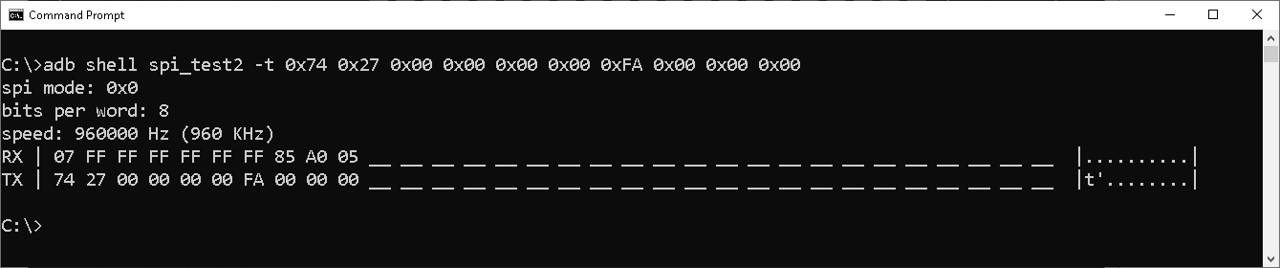 Command Prompt
C:\>adb shell spi_test2 -t 0x74 0x27 0x00 0x00 0x00 0x00 0xFA 0x00 0x00 0x00
spi mode: 0x0
bits per word: 8
speed: 960000 Hz (960 KHz)
RX | 07 FF FF FF FF FF FF 85 A0 05 __ __ __ __ __ __ __ __ __ __ __ __ __ __ __ __ __ __ __ __ __ __  |..........|
TX | 74 27 00 00 00 00 FA 00 00 00 __ __ __ __ __ __ __ __ __ __ __ __ __ __ __ __ __ __ __ __ __ __  |t'........|
C:\>